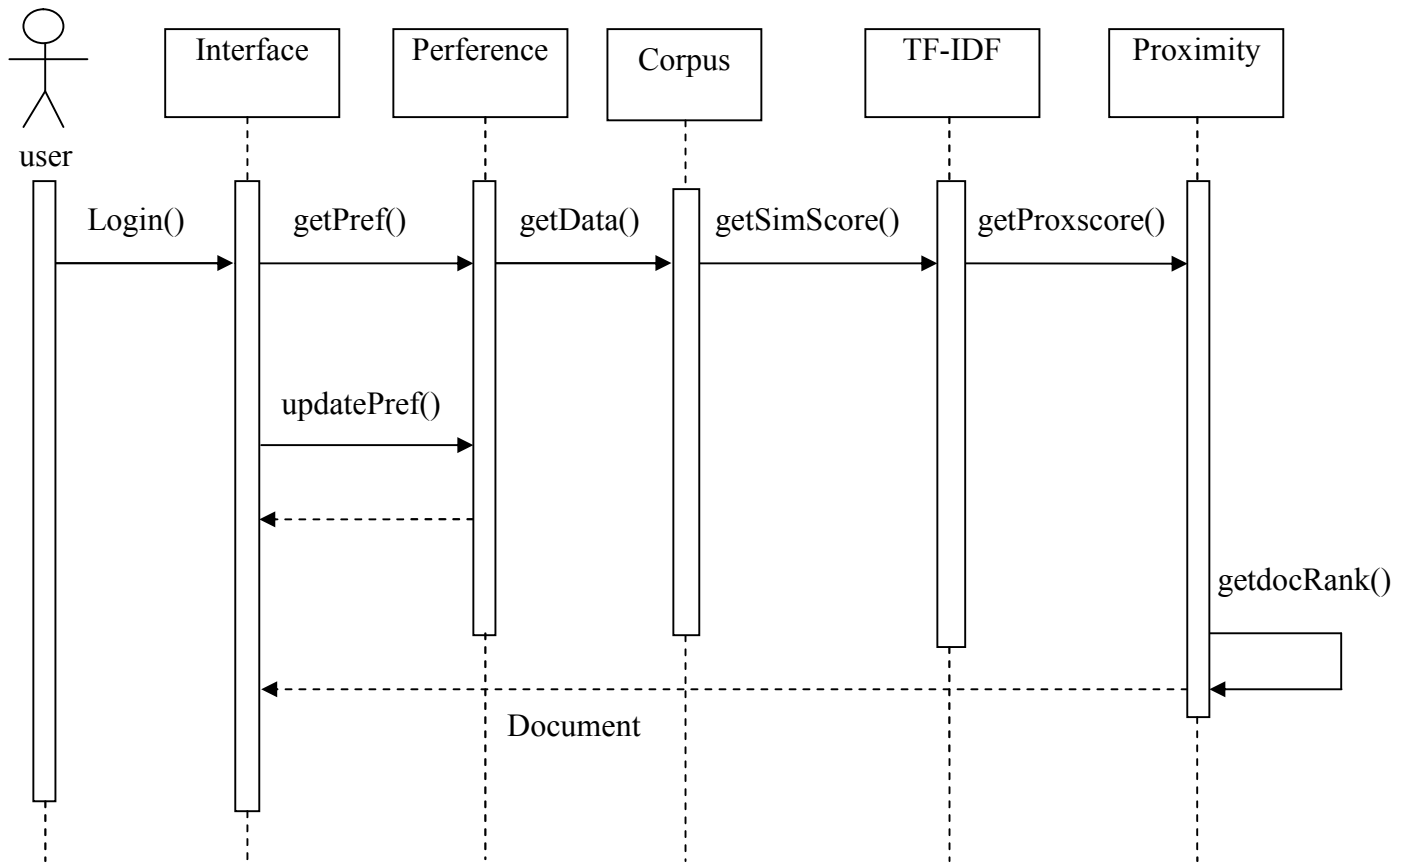 Interface
Perference
Corpus
TF-IDF
Proximity
user
Login()
getPref()
getData()
getSimScore()
getProxscore()
updatePref()
getdocRank()
Document